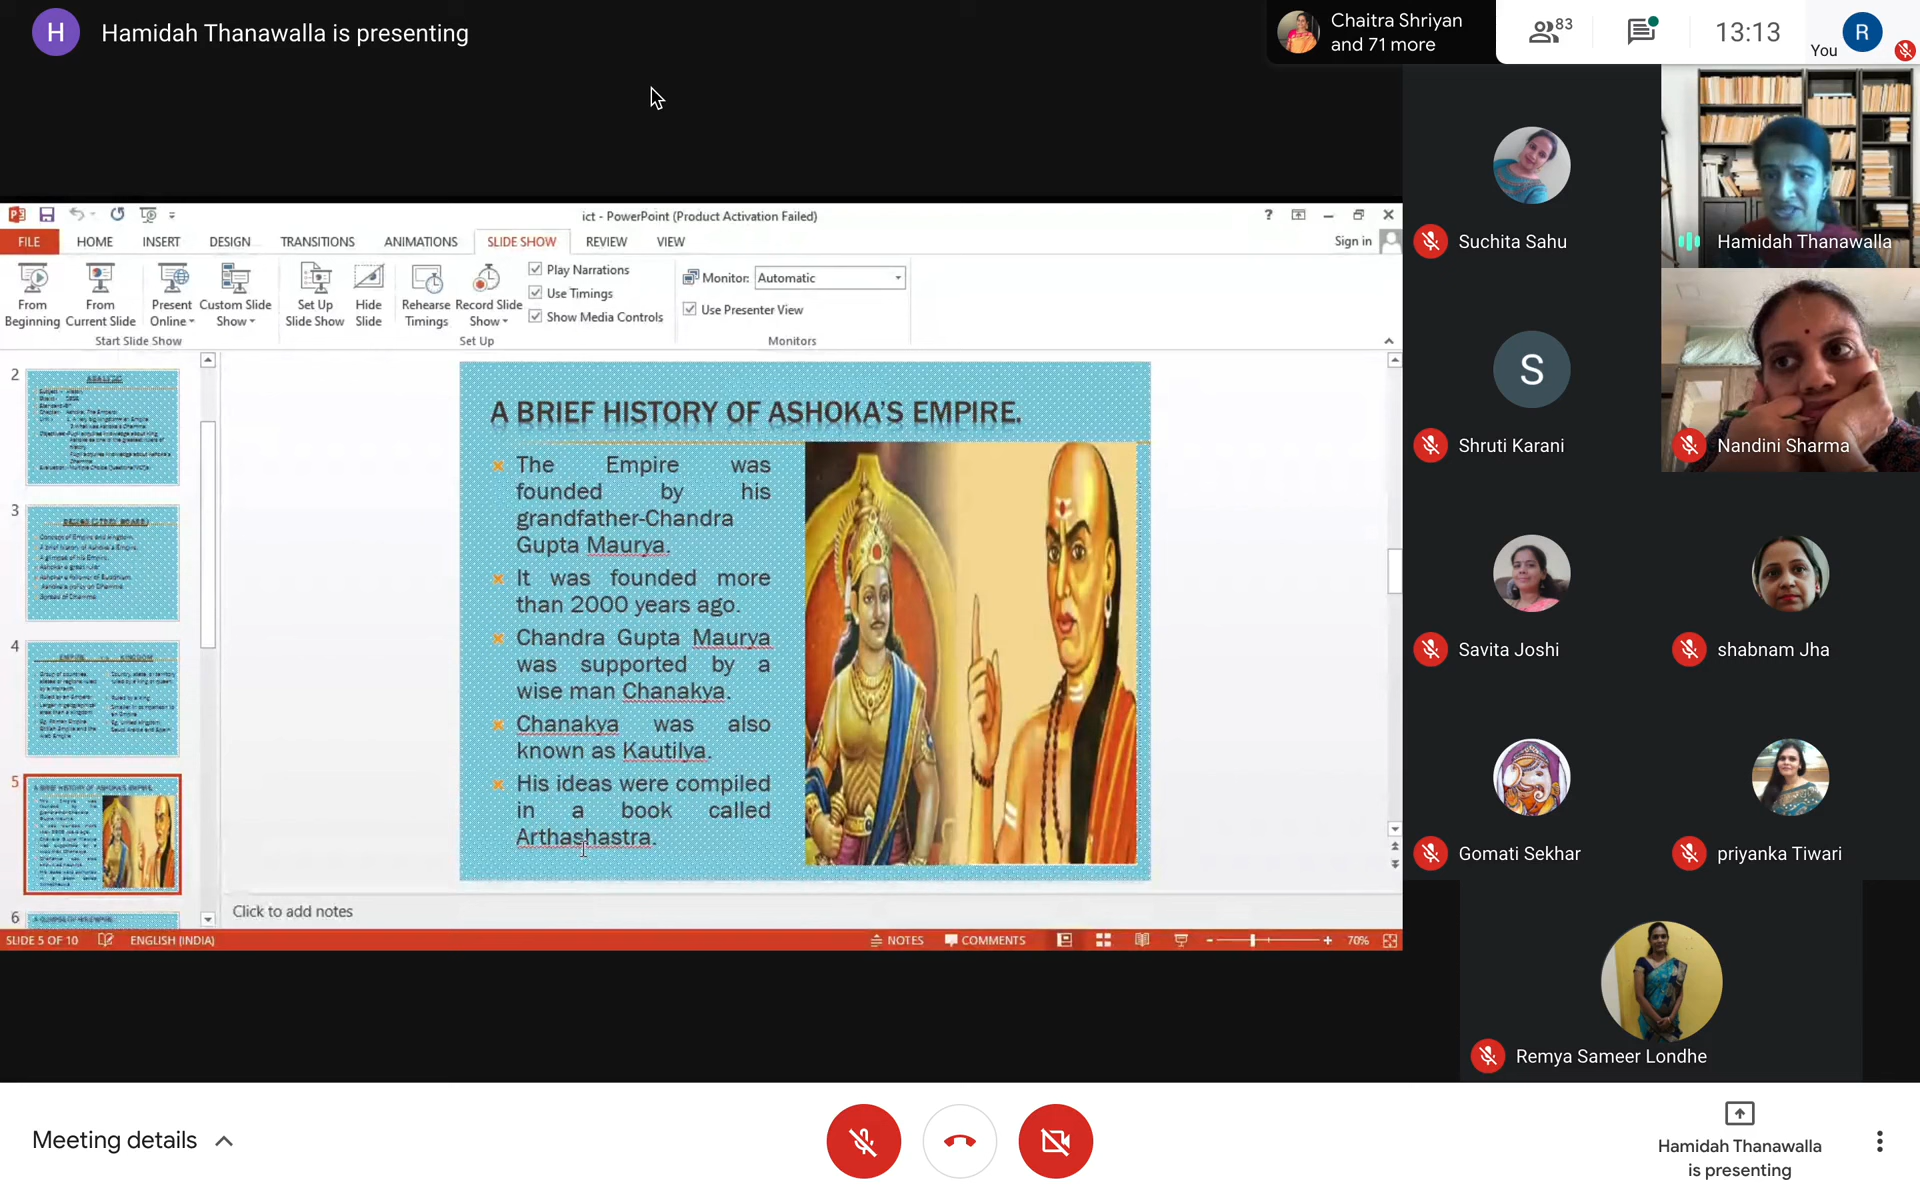 H
Hamidah Thanawalla is presenting
Chaitra Shriyan
and 71 more
83
13:13
You
R
ict - PowerPoint (Product Activation Failed)
?
FILE
HOME
INSERT
DESIGN
TRANSITIONS
ANIMATIONS
SLIDE SHOW
REVIEW
VIEW
Sign in
From
Beginning
From
Current Slide
Present
Online
Custom Slide
Show
Set Up
Slide Show
Hide
Slide
Rehearse
Timings
Record Slide
Show
Play Narrations
Use Timings
Show Media Controls
Monitor: Automatic
Use Presenter View
Start Slide Show
Set Up
Monitors
2
3
4
5
6
A BRIEF HISTORY OF ASHOKA'S EMPIRE.
The Empire was
founded by his
grandfather-Chandra
Gupta Maurya.
It was founded more
than 2000 years ago.
Chandra Gupta Maurya
was supported by a
wise man Chanakya.
Chanakya was also
known as Kautilya.
His ideas were compiled
in a book called
Arthashastra.
Click to add notes
SLIDE 5 OF 10
ENGLISH (INDIA)
NOTES
COMMENTS
70%
Suchita Sahu
Hamidah Thanawalla
S
Shruti Karani
Nandini Sharma
Savita Joshi
shabnam Jha
Gomati Sekhar
priyanka Tiwari
Remya Sameer Londhe
Meeting details
Hamidah Thanawalla
is presenting